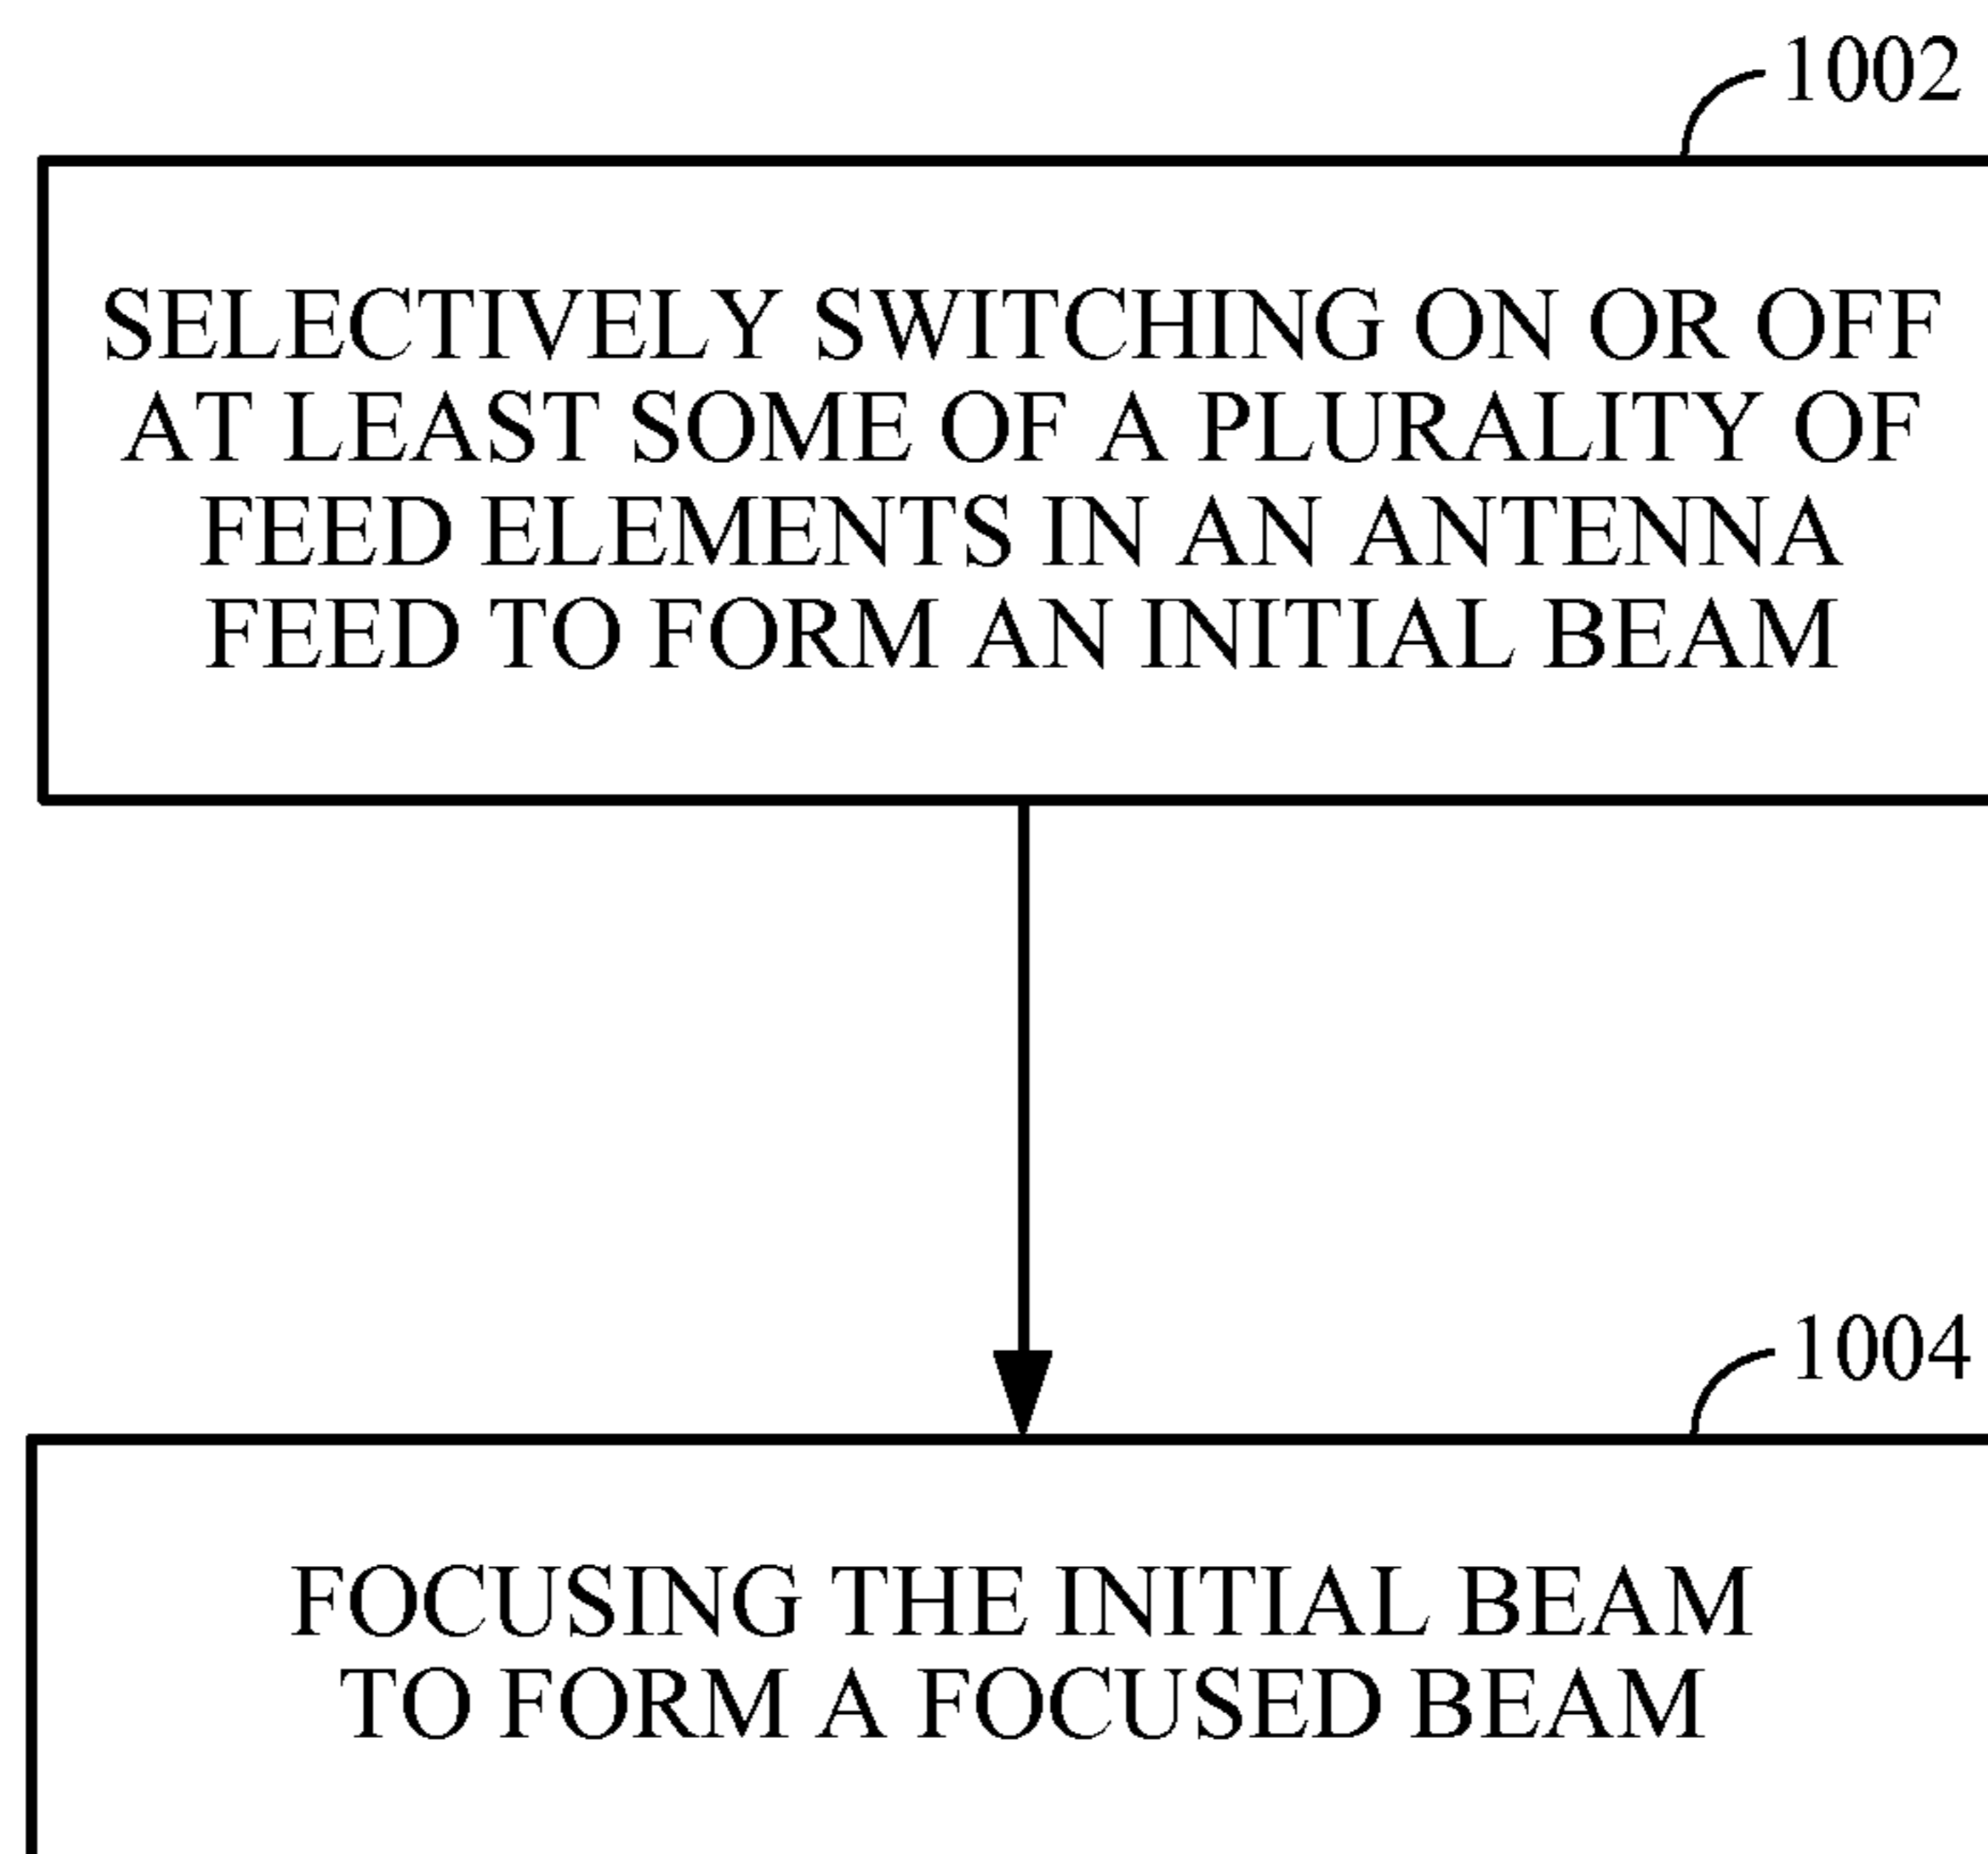 1002
SELECTIVELY SWITCHING ON OR OFF
AT LEAST SOME OF A PLURALITY OF
FEED ELEMENTS IN AN ANTENNA
FEED TO FORM AN INITIAL BEAM
1004
FOCUSING THE INITIAL BEAM
TO FORM A FOCUSED BEAM